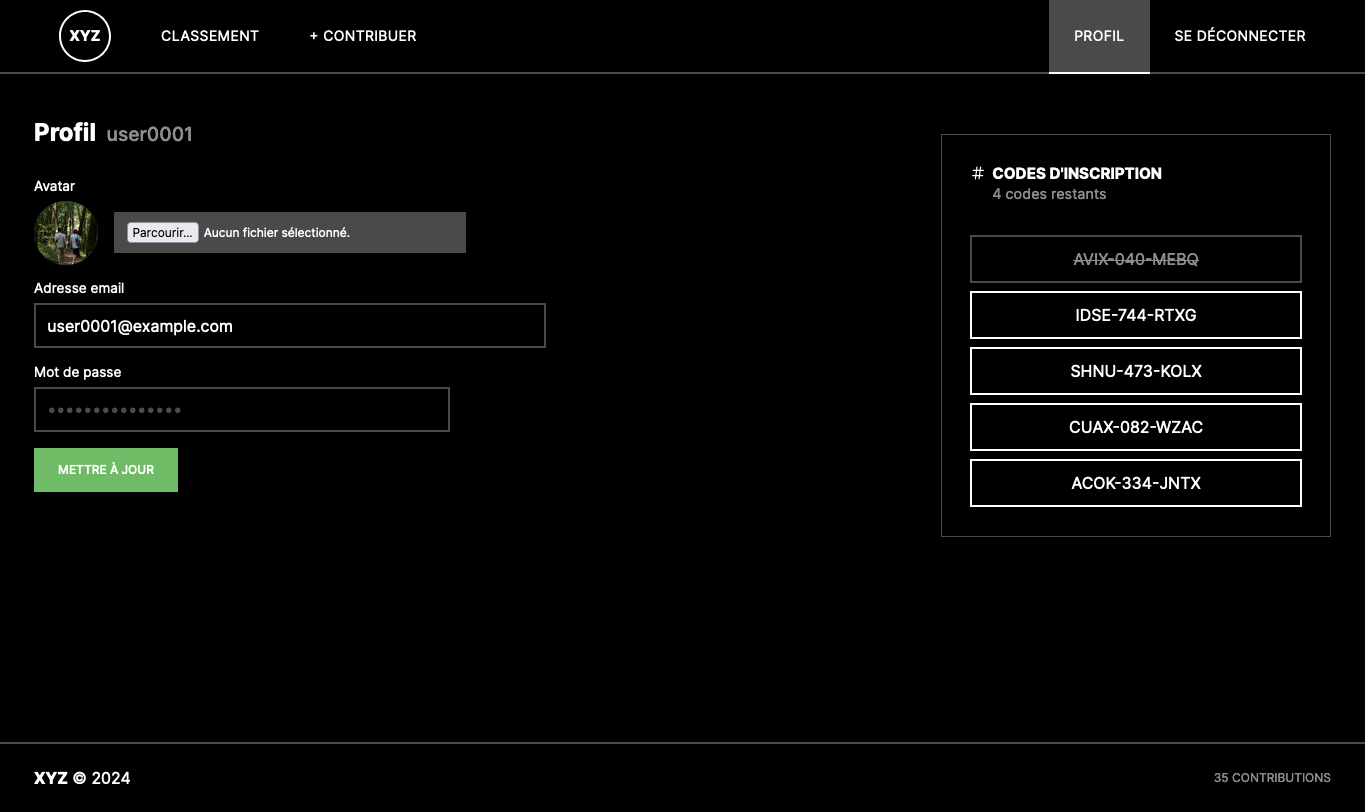 XYZ
CLASSEMENT
+ CONTRIBUER
PROFIL
SE DÉCONNECTER
Profil user0001
Avatar
Parcourir... Aucun fichier sélectionné.
Adresse email
user0001@example.com
Mot de passe
•••••••••••••••
METTRE À JOUR
# CODES D'INSCRIPTION
4 codes restants
AVIX-040-MEBQ
IDSE-744-RTXG
SHNU-473-KOLX
CUAX-082-WZAC
ACOK-334-JNTX
XYZ © 2024
35 CONTRIBUTIONS